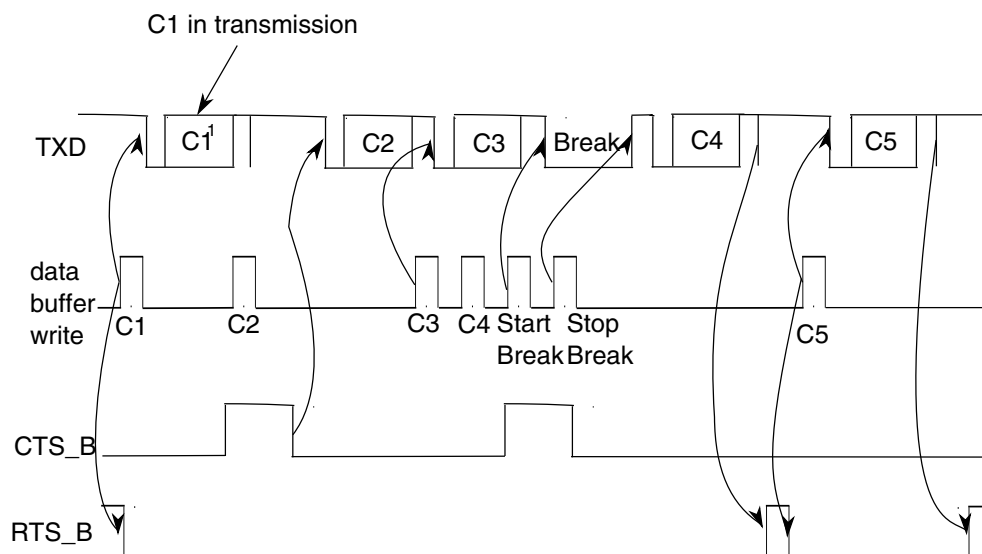 C1 in transmission
TXD
C1¹
C2
C3
Break
C4
C5
data
buffer
write
C1
C2
C3
C4
Start
Break
Stop
Break
C5
CTS_B
RTS_B